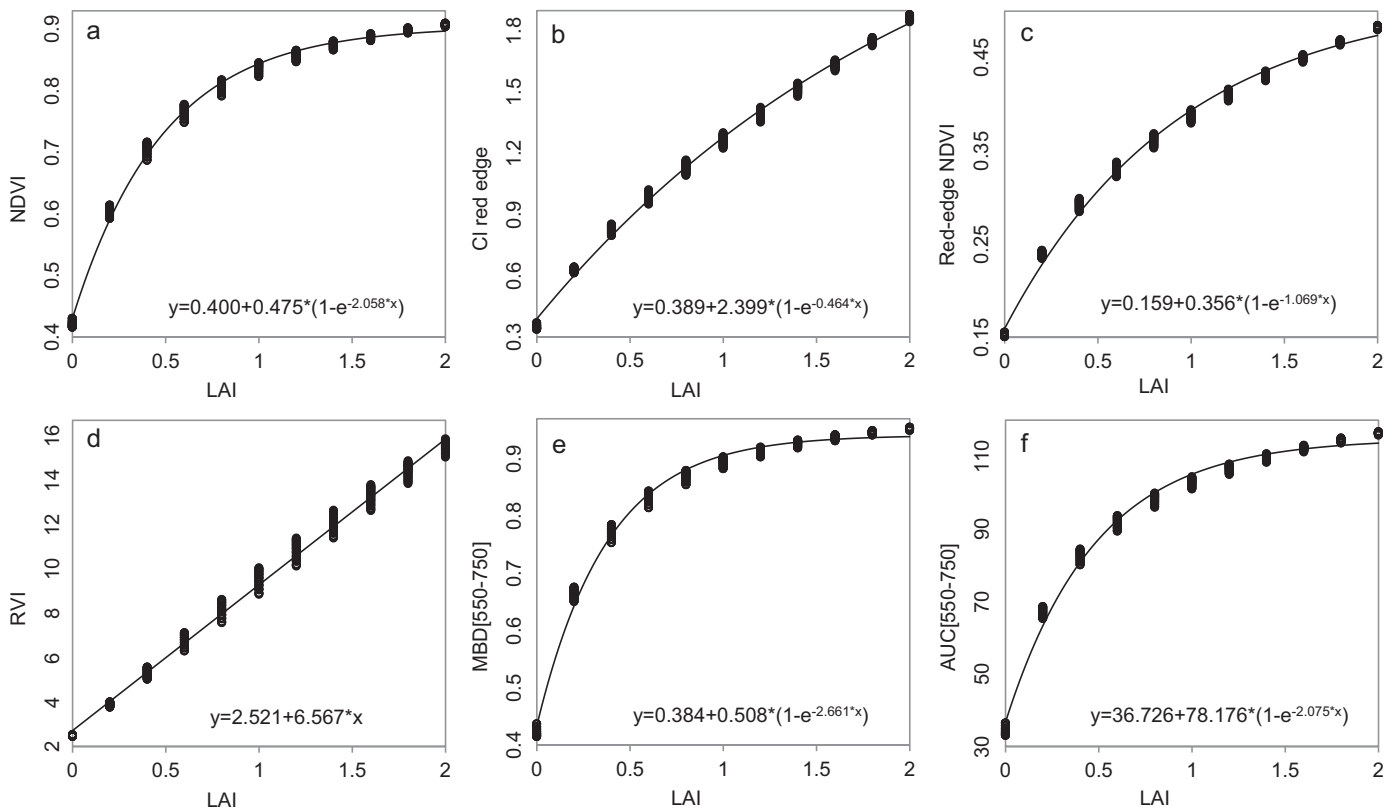 a
NDVI
0.9
0.8
0.7
0.6
0.5
0.4
y=0.400+0.475*(1-e-2.058*x)
0 0.5 1 1.5 2
LAI
b
CI red edge
1.8
1.5
1.2
0.9
0.6
0.3
y=0.389+2.399*(1-e-0.464*x)
0 0.5 1 1.5 2
LAI
c
Red-edge NDVI
0.45
0.35
0.25
0.15
y=0.159+0.356*(1-e-1.069*x)
0 0.5 1 1.5 2
LAI
d
RVI
16
14
12
10
8
6
4
2
y=2.521+6.567*x
0 0.5 1 1.5 2
LAI
e
MBD[550-750]
0.9
0.8
0.7
0.6
0.5
0.4
y=0.384+0.508*(1-e-2.661*x)
0 0.5 1 1.5 2
LAI
f
AUC[550-750]
110
90
70
50
30
y=36.726+78.176*(1-e-2.075*x)
0 0.5 1 1.5 2
LAI